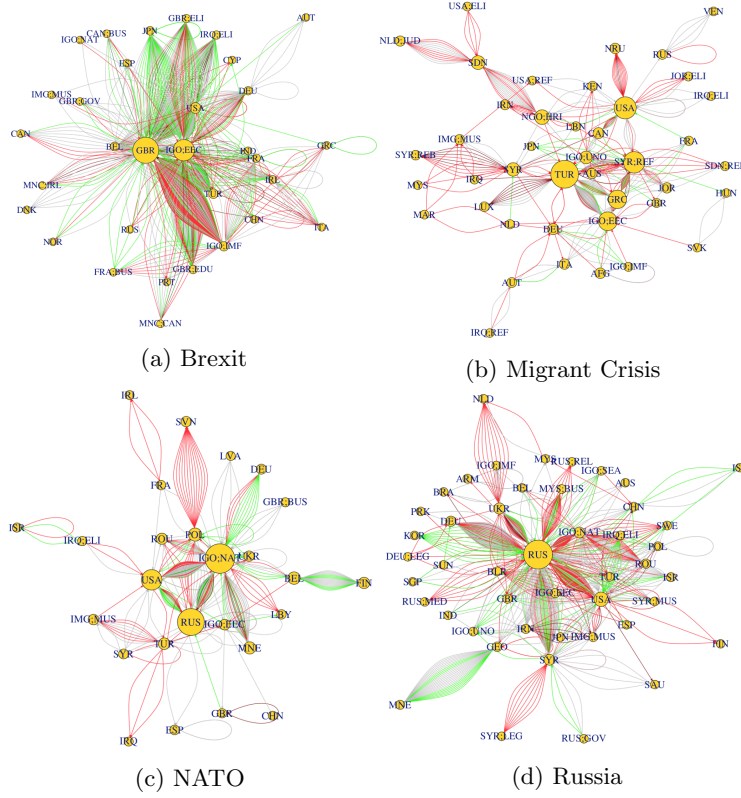 GBR;ELI
JPN
AUT
CAN;BUS
IRQ;ELI
IGO;NAT
CYP
ESP
DEU
IMG;MUS
GBR;GOV
USA
CAN
BEL
GBR
IGO;EEC
IND
FRA
GRC
MNC;IRL
IRL
TUR
DNK
CHN
RUS
ITA
NOR
IGO;IMF
FRA;BUS
GBR;EDU
PRT
MNC;CAN
(a) Brexit
USA;ELI
VEN
NLD;JUD
NRU
RUS
SDN
USA;REF
KEN
JOR;ELI
IRN
USA
IRQ;ELI
NGO;HRI
LBN
CAN
IMG;MUS
JPN
FRA
SYR;REB
IGO;UNO
SYR;REF
SYR
AUS
SDN;REF
MYS
IRQ
TUR
JOR
HUN
LUX
GRC
GBR
MAR
NLD
IGO;EEC
DEU
SVK
ITA
AFG
IGO;IMF
AUT
IRQ;REF
(b) Migrant Crisis
IRL
SVN
LVA
DEU
FRA
GBR;BUS
ISR
POL
IRQ;ELI
ROU
IGO;NAT
UKR
USA
BEL
FIN
IMG;MUS
RUS
IGO;EEC
LBY
SYR
TUR
MNE
GBR
CHN
ESP
IRQ
(c) NATO
NLD
IGO;IMF
MYS
RUS;REL
IGO;SEA
ARM
BEL
MYS;BUS
AUS
BRA
UKR
CHN
PRK
DEU
IGO;NAT
SWE
KOR
IRQ;ELI
DEU;LEG
RUS
POL
SUN
BLR
ROU
SGP
TUR
ISR
RUS;MED
IGO;EEC
GBR
USA
SYR;MUS
IND
ESP
IGO;UNO
IRN
JPN
IMG;MUS
FIN
GEO
SYR
SAU
MNE
SYR;LEG
RUS;GOV
(d) Russia